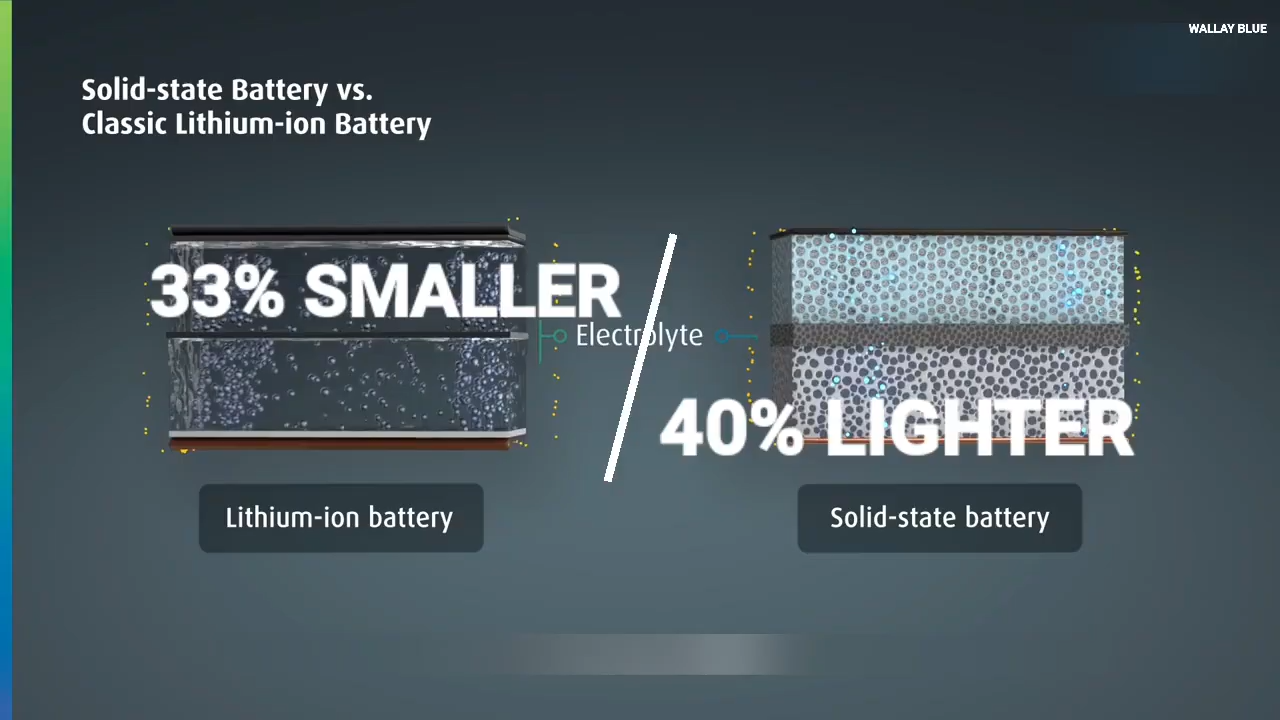 WALLAY BLUE
Solid-state Battery vs.
Classic Lithium-ion Battery
33% SMALLER
Electrolyte
40% LIGHTER
Lithium-ion battery
Solid-state battery